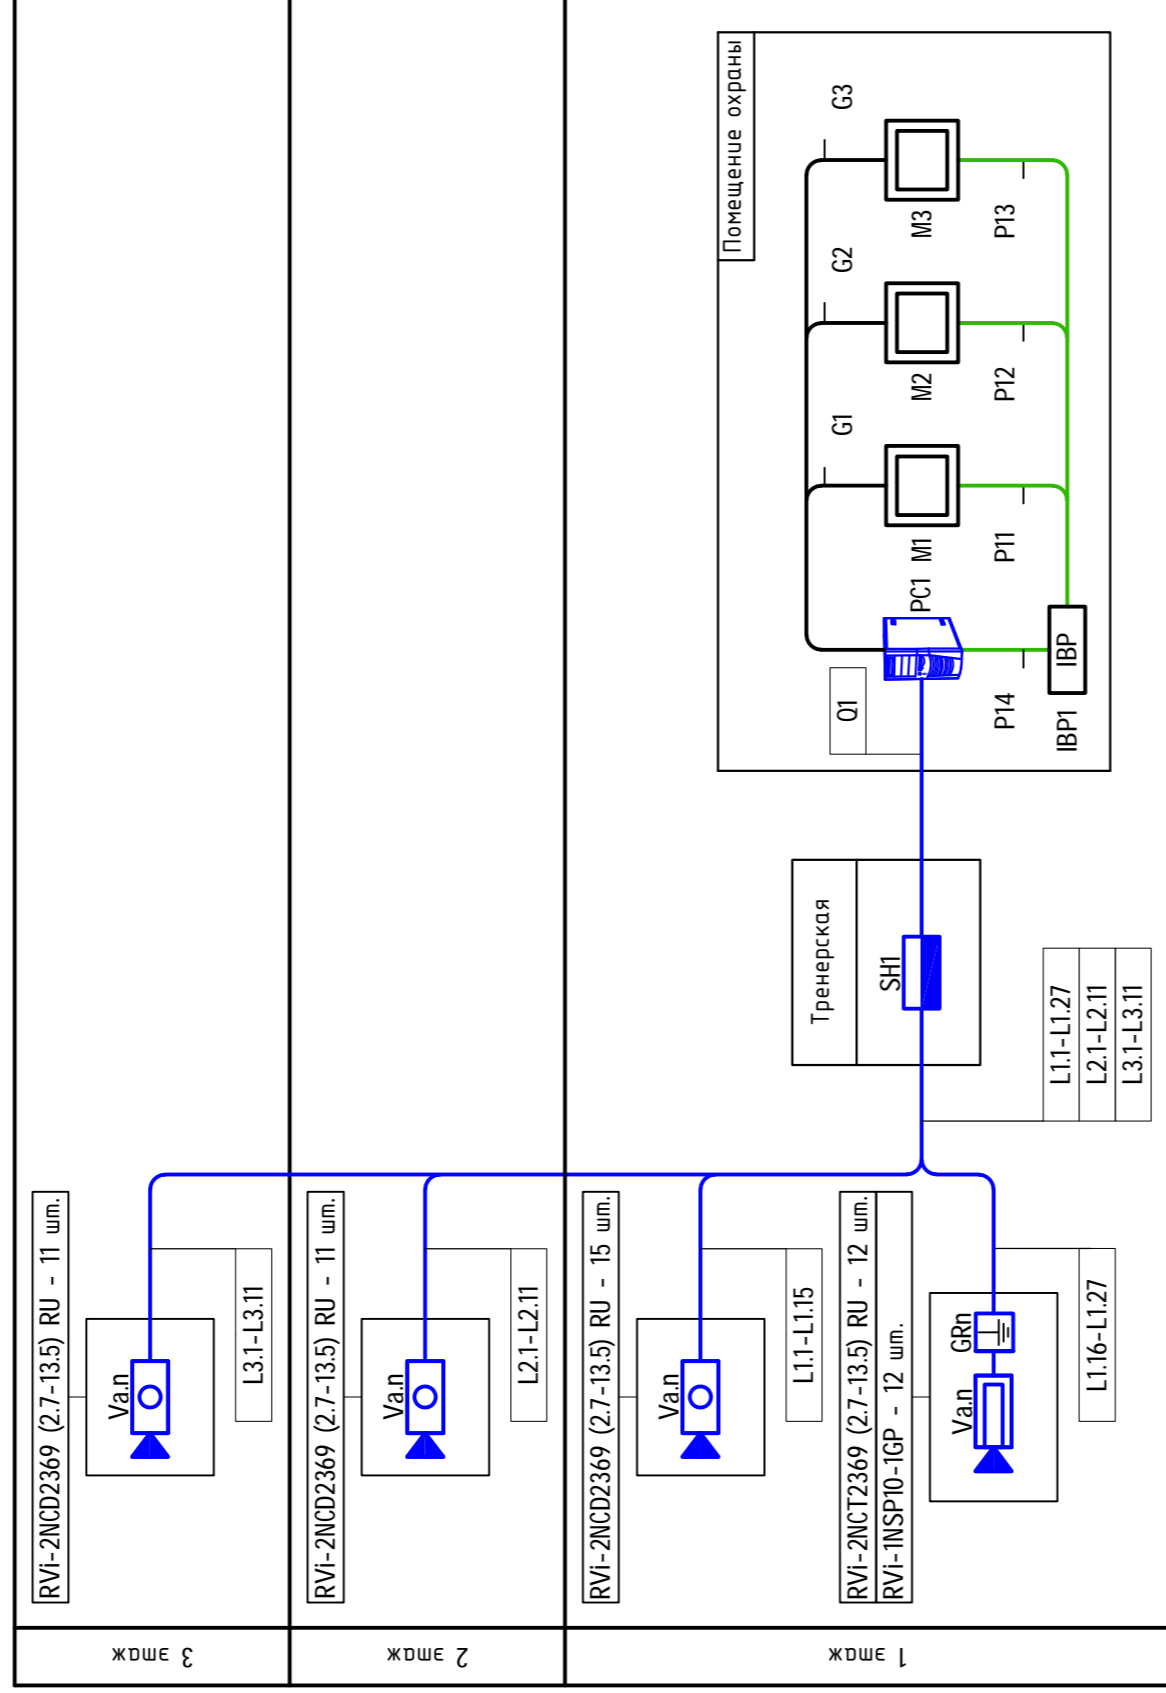 3 этаж
RVi-2NCD2369 (2.7-13.5) RU - 11 шт.
Va.n
L3.1-L3.11
2 этаж
RVi-2NCD2369 (2.7-13.5) RU - 11 шт.
Va.n
L2.1-L2.11
1 этаж
RVi-2NCD2369 (2.7-13.5) RU - 15 шт.
Va.n
L1.1-L1.15
RVi-2NCT2369 (2.7-13.5) RU - 12 шт.
RVi-1NSP10-1GP - 12 шт.
Va.n
GRn
L1.16-L1.27
L1.1-L1.27
L2.1-L2.11
L3.1-L3.11
Тренерская
SH1
Помещение охраны
Q1
PC1
G1
G2
G3
M1
M2
M3
P14
P11
P12
P13
IBP
IBP1